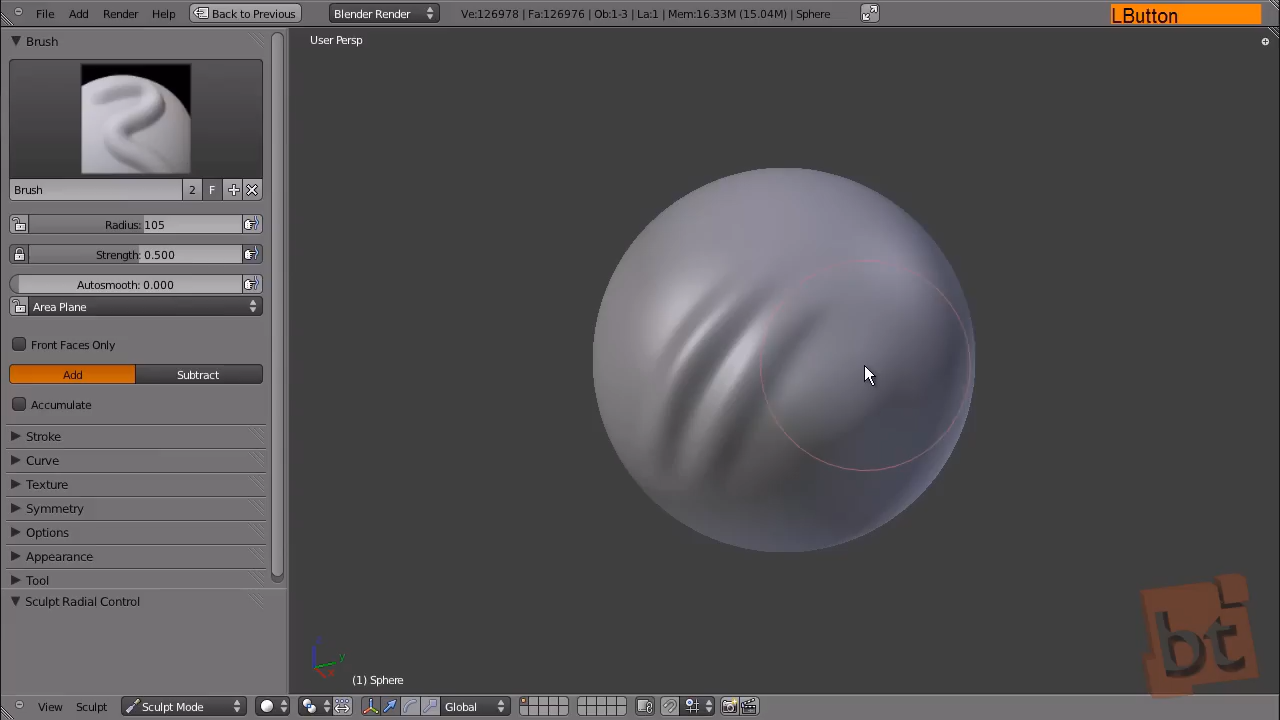 File Add Render Help Back to Previous Blender Render Ve:126978 | Fa:126976 | Ob:1-3 | La:1 | Mem:16.33M (15.04M) | Sphere LButton
Brush
User Persp
Brush 2 F
Radius: 105
Strength: 0.500
Autosmooth: 0.000
Area Plane
Front Faces Only
Add Subtract
Accumulate
Stroke
Curve
Texture
Symmetry
Options
Appearance
Tool
Sculpt Radial Control
bt
z y x
(1) Sphere
View Sculpt Sculpt Mode Global